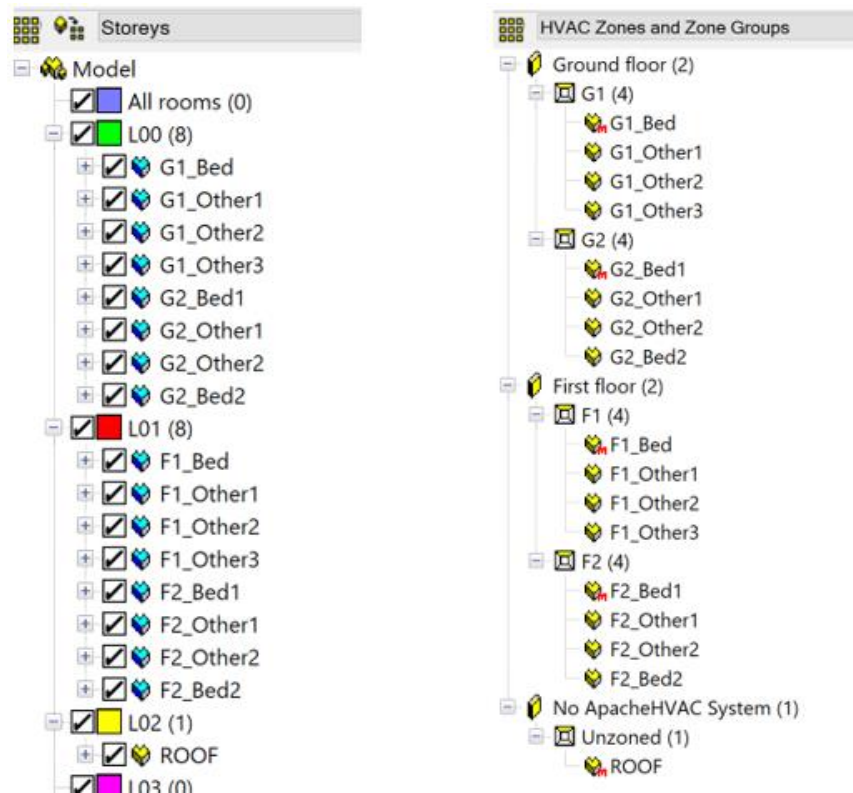 Storeys
Model
All rooms (0)
L00 (8)
G1_Bed
G1_Other1
G1_Other2
G1_Other3
G2_Bed1
G2_Other1
G2_Other2
G2_Bed2
L01 (8)
F1_Bed
F1_Other1
F1_Other2
F1_Other3
F2_Bed1
F2_Other1
F2_Other2
F2_Bed2
L02 (1)
ROOF
L03 (0)
HVAC Zones and Zone Groups
Ground floor (2)
G1 (4)
G1_Bed
G1_Other1
G1_Other2
G1_Other3
G2 (4)
G2_Bed1
G2_Other1
G2_Other2
G2_Bed2
First floor (2)
F1 (4)
F1_Bed
F1_Other1
F1_Other2
F1_Other3
F2 (4)
F2_Bed1
F2_Other1
F2_Other2
F2_Bed2
No ApacheHVAC System (1)
Unzoned (1)
ROOF